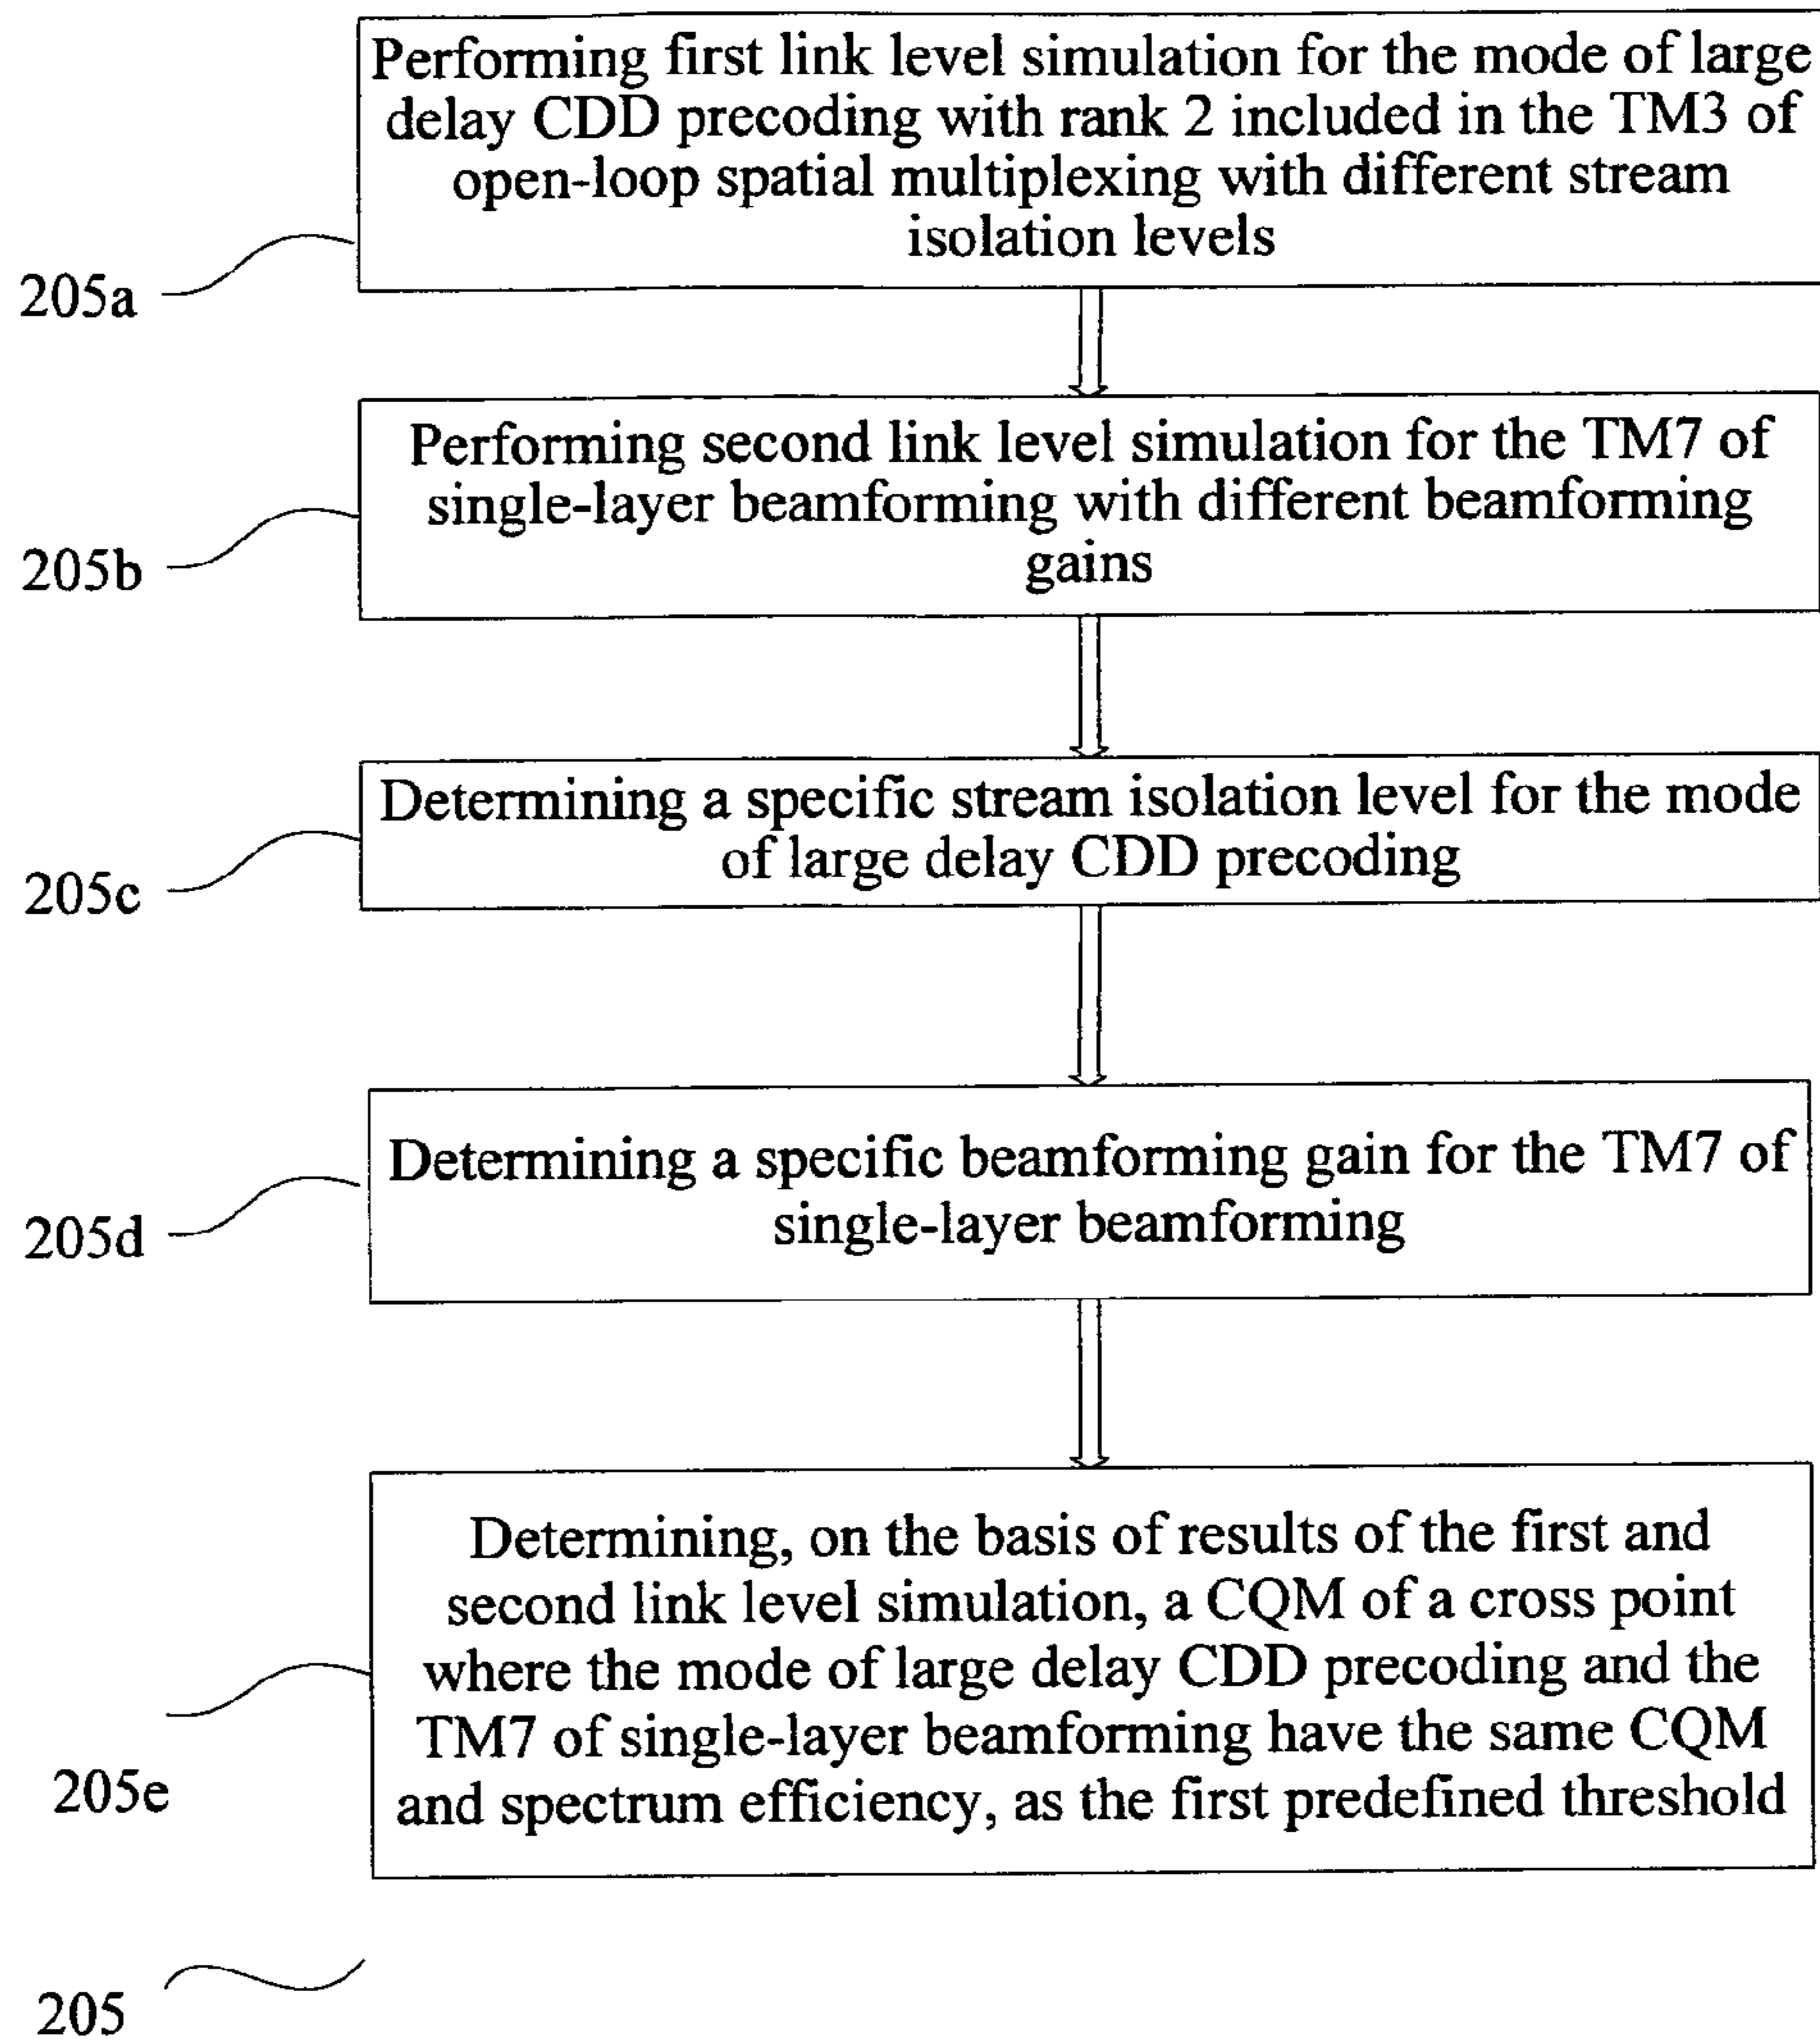 Performing first link level simulation for the mode of large
delay CDD precoding with rank 2 included in the TM3 of
open-loop spatial multiplexing with different stream
isolation levels
205a
Performing second link level simulation for the TM7 of
single-layer beamforming with different beamforming
gains
205b
Determining a specific stream isolation level for the mode
of large delay CDD precoding
205c
Determining a specific beamforming gain for the TM7 of
single-layer beamforming
205d
Determining, on the basis of results of the first and
second link level simulation, a CQM of a cross point
where the mode of large delay CDD precoding and the
TM7 of single-layer beamforming have the same CQM
and spectrum efficiency, as the first predefined threshold
205e
205